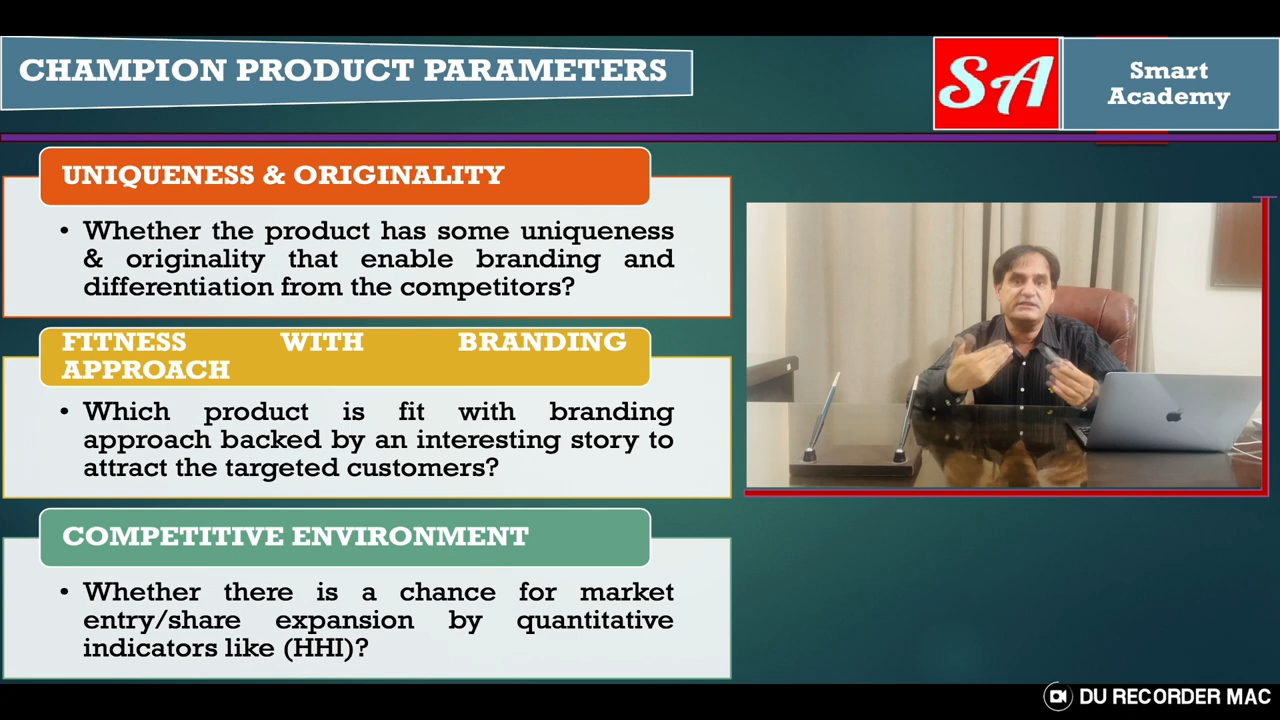 CHAMPION PRODUCT PARAMETERS
SA
Smart
Academy
UNIQUENESS & ORIGINALITY
• Whether the product has some uniqueness
& originality that enable branding and
differentiation from the competitors?
FITNESS WITH BRANDING
APPROACH
• Which product is fit with branding
approach backed by an interesting story to
attract the targeted customers?
COMPETITIVE ENVIRONMENT
• Whether there is a chance for market
entry/share expansion by quantitative
indicators like (HHI)?
DU RECORDER MAC